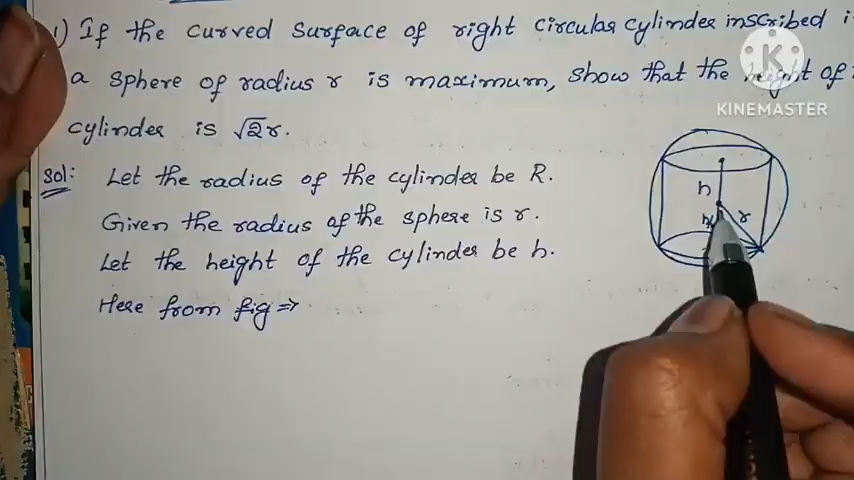 1) If the curved surface of right circular cylinder inscribed
a sphere of radius r is maximum, show that the height of
cylinder is √2r.
Sol: Let the radius of the cylinder be R.
Given the radius of the sphere is r.
Let the height of the cylinder be h.
Here from fig ⇒
K
KINEMASTER
h
r